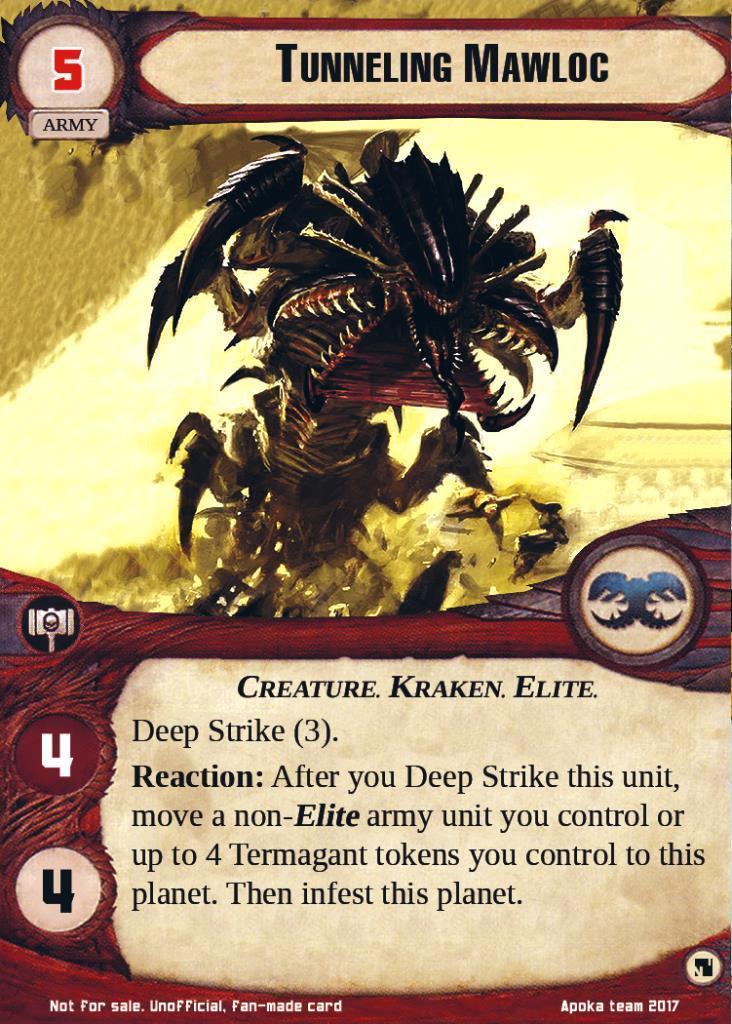 5
TUNNELING MAWLOC
ARMY
CREATURE. KRAKEN. ELITE.
Deep Strike (3).
4
Reaction: After you Deep Strike this unit,
move a non-Elite army unit you control or
up to 4 Termagant tokens you control to this
4
planet. Then infest this planet.
Not for sale. Unofficial, fan-made card
Apoka team 2017